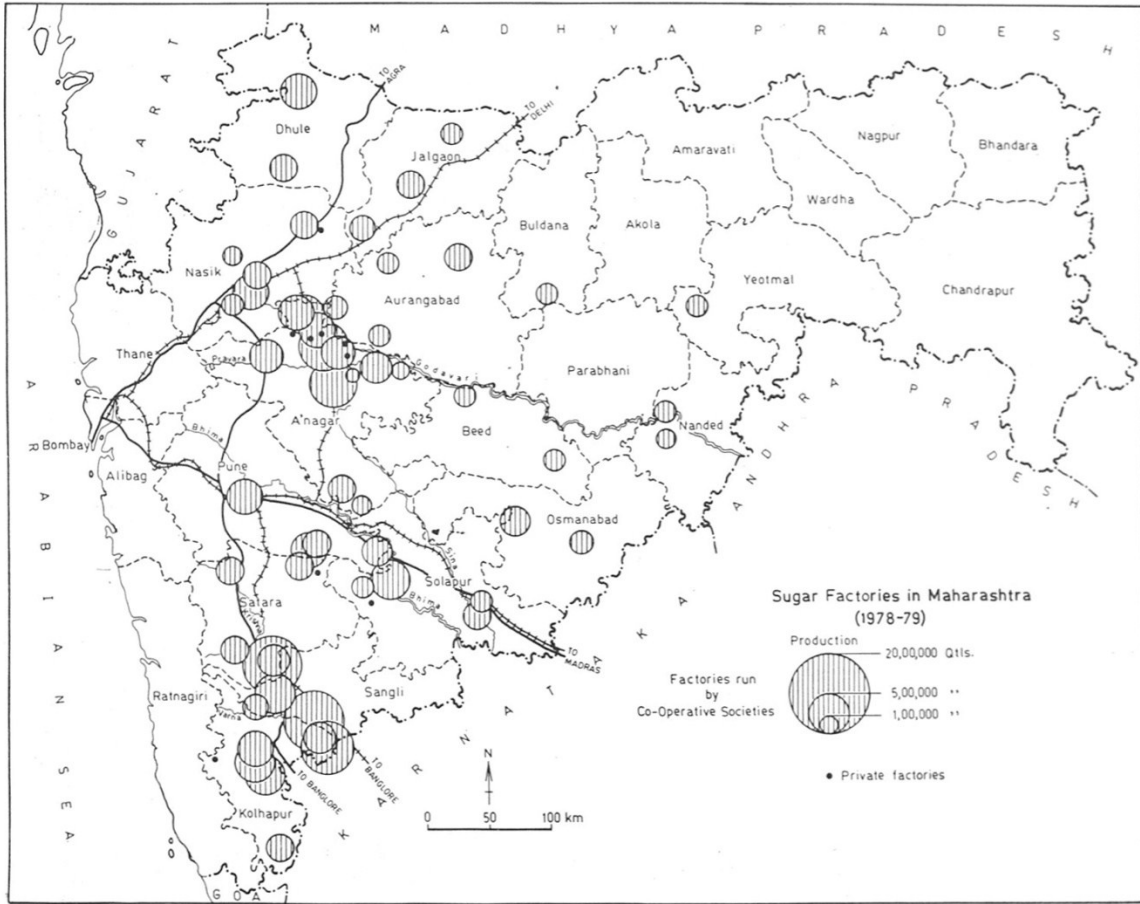 M A D H Y A P R A D E S H
G U J A R A T
TO AGRA
TO DELHI
Dhule
Jalgaon
Nagpur
Bhandara
Amaravati
Wardha
Buldana
Akola
Nasik
Aurangabad
Yeotmal
Chandrapur
Thane
Pravara
Godavari
Parabhani
A'nagar
Beed
Nanded
Bhima
Bombay
Alibag
Pune
A N D H R A P R A D E S H
Osmanabad
Sina
Solapur
Bhima
Satara
Krishna
TO MADRAS
Ratnagiri
Sangli
Varna
TO BANGLORE
TO BANGLORE
Kolhapur
K A R N A T A K A
A R A B I A N S E A
G O A
N
0 50 100 km
Sugar Factories in Maharashtra
(1978-79)
Production
20,00,000 Qtls.
5,00,000 ,,
1,00,000 ,,
Factories run
by
Co-Operative Societies
Private factories